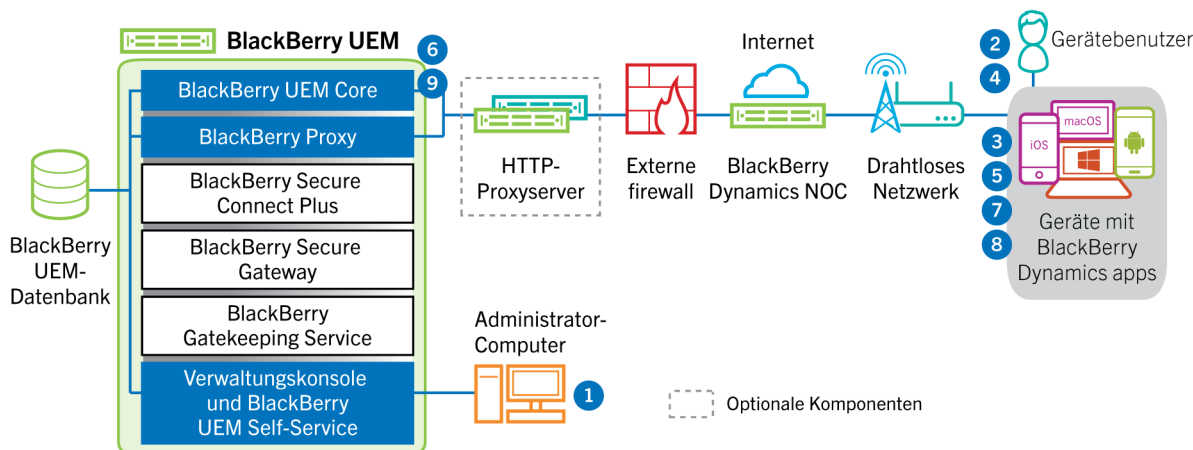 BlackBerry UEM
6
9
BlackBerry UEM Core
BlackBerry Proxy
BlackBerry Secure
Connect Plus
BlackBerry Secure
Gateway
BlackBerry
Gatekeeping Service
Verwaltungskonsole
und BlackBerry
UEM Self-Service
BlackBerry
UEM-
Datenbank
HTTP-
Proxyserver
Externe
firewall
Internet
BlackBerry
Dynamics NOC
Drahtloses
Netzwerk
2
4
Gerätebenutzer
3
5
7
8
iOS
macOS
Geräte mit
BlackBerry
Dynamics apps
Administrator-
Computer
1
Optionale Komponenten